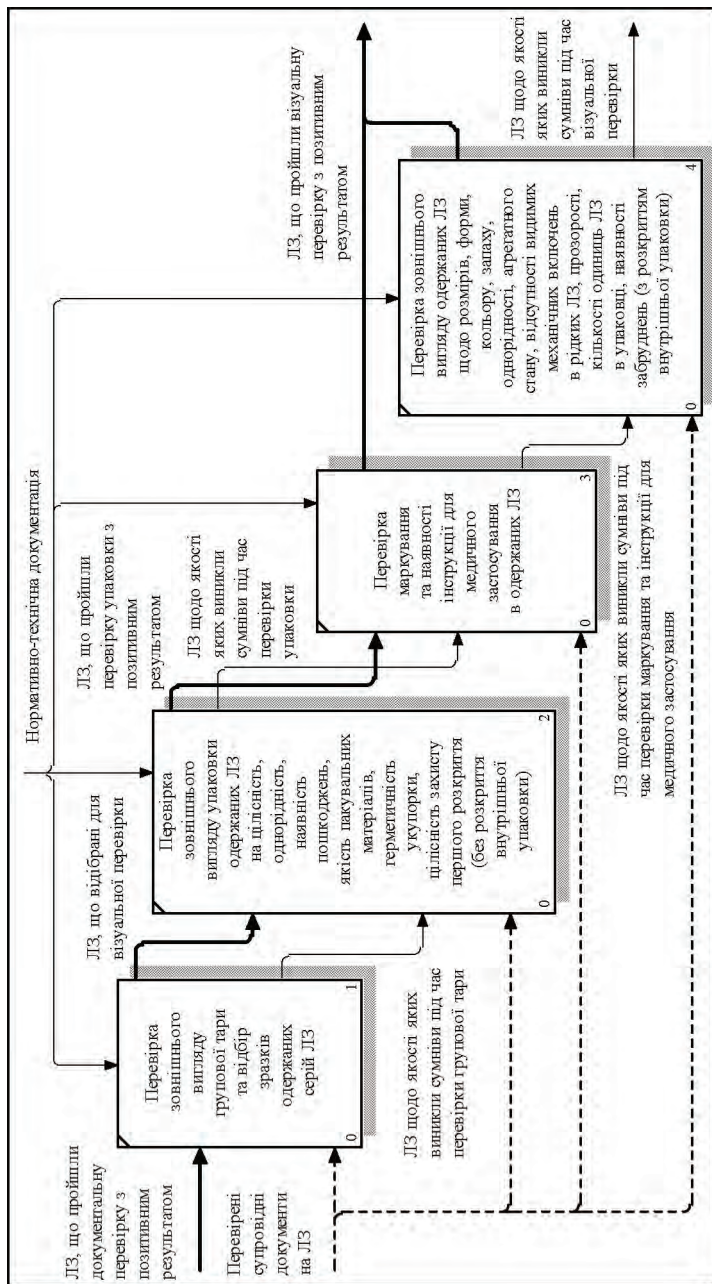 Нормативно-технічна документація
ЛЗ, що пройшли
документальну
перевірку з
позитивним
результатом
Перевірені
супровідні
документи
на ЛЗ
Перевірка
зовнішнього
вигляду
групової тари
та відбір
зразків
одержаних
серій ЛЗ
0
1
ЛЗ, що відібрані для
візуальної перевірки
ЛЗ щодо якості яких
виникли сумніви під час
перевірки групової тари
Перевірка
зовнішнього
вигляду упаковки
одержаних ЛЗ
на цілісність,
однорідність,
наявність
пошкоджень,
якість пакувальних
матеріалів,
герметичність
укупорки,
цілісність захисту
першого розкриття
(без розкриття
внутрішньої
упаковки)
0
2
ЛЗ, що пройшли
перевірку упаковки з
позитивним
результатом
ЛЗ щодо якості
яких виникли
сумніви під час
перевірки
упаковки
Перевірка
маркування
та наявності
інструкції для
медичного
застосування
в одержаних ЛЗ
0
3
ЛЗ щодо якості яких виникли сумніви під
час перевірки маркування та інструкції для
медичного застосування
ЛЗ, що пройшли візуальну
перевірку з позитивним
результатом
Перевірка зовнішнього
вигляду одержаних ЛЗ
щодо розмірів, форми,
кольору, запаху,
однорідності, агрегатного
стану, відсутності видимих
механічних включень
в рідких ЛЗ, прозорості,
кількості одиниць ЛЗ
в упаковці, наявності
забруднень (з розкриттям
внутрішньої упаковки)
0
4
ЛЗ щодо якості
яких виникли
сумніви під час
візуальної
перевірки